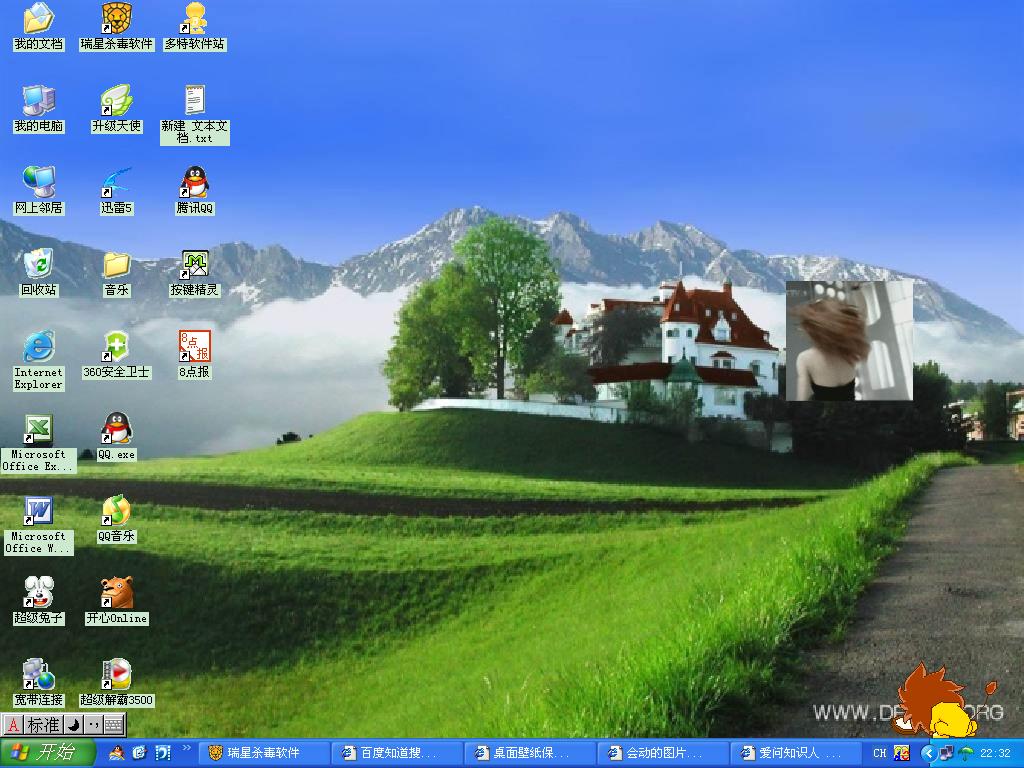 我的文档
瑞星杀毒软件
多特软件站
我的电脑
升级天使
新建 文本文
档.txt
网上邻居
迅雷5
腾讯QQ
回收站
音乐
按键精灵
Internet
Explorer
360安全卫士
8点报
8点报
Microsoft
Office Ex...
QQ.exe
Microsoft
Office W...
QQ音乐
超级兔子
开心Online
宽带连接
超级解霸3500
A 标准
开始
瑞星杀毒软件
百度知道搜...
桌面壁纸保...
会动的图片...
爱问知识人 ...
CH
22:32